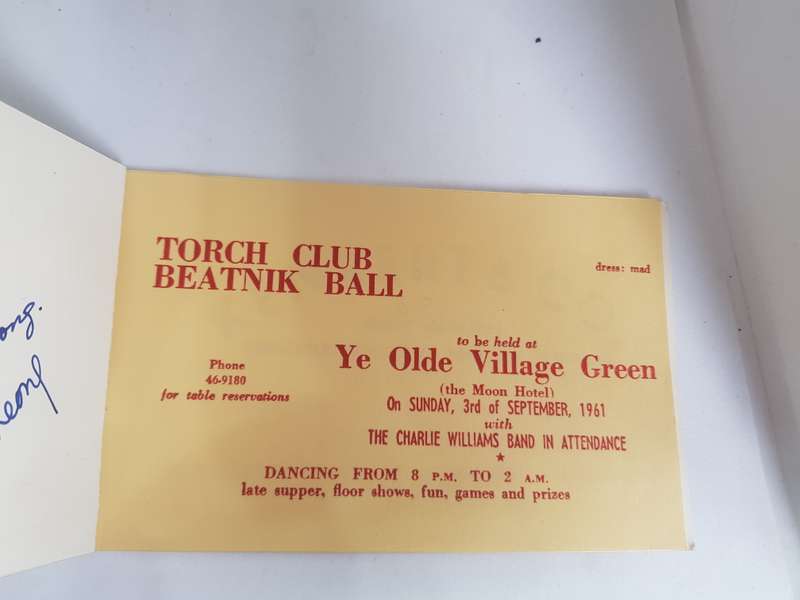 TORCH CLUB
BEATNIK BALL
dress: mad
to be held at
Ye Olde Village Green
(the Moon Hotel)
On SUNDAY, 3rd of SEPTEMBER, 1961
with
THE CHARLIE WILLIAMS BAND IN ATTENDANCE
Phone
46-9180
for table reservations
DANCING FROM 8 P.M. TO 2 A.M.
late supper, floor shows, fun, games and prizes